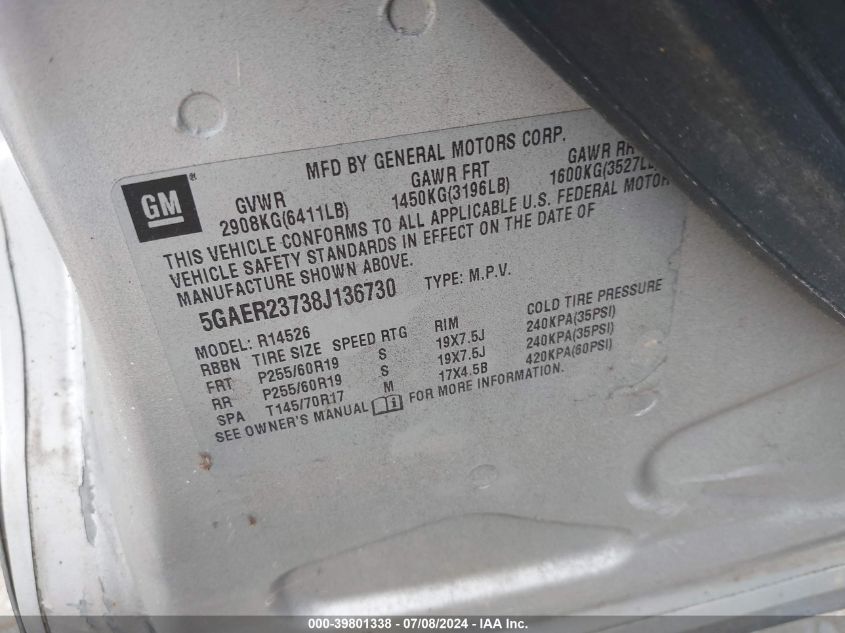 MFD BY GENERAL MOTORS CORP.
GM
GVWR GAWR FRT GAWR RR
2908KG(6411LB) 1450KG(3196LB) 1600KG(3527LB
THIS VEHICLE CONFORMS TO ALL APPLICABLE U.S. FEDERAL MOTOR
VEHICLE SAFETY STANDARDS IN EFFECT ON THE DATE OF
MANUFACTURE SHOWN ABOVE.
5GAER23738J136730 TYPE: M.P.V.
MODEL: R14526
RBBN TIRE SIZE SPEED RTG RIM COLD TIRE PRESSURE
FRT P255/60R19 S 19X7.5J 240KPA(35PSI)
RR P255/60R19 S 19X7.5J 240KPA(35PSI)
SPA T145/70R17 M 17X4.5B 420KPA(60PSI)
SEE OWNER'S MANUAL FOR MORE INFORMATION.
000-39801338 - 07/08/2024 - IAA Inc.